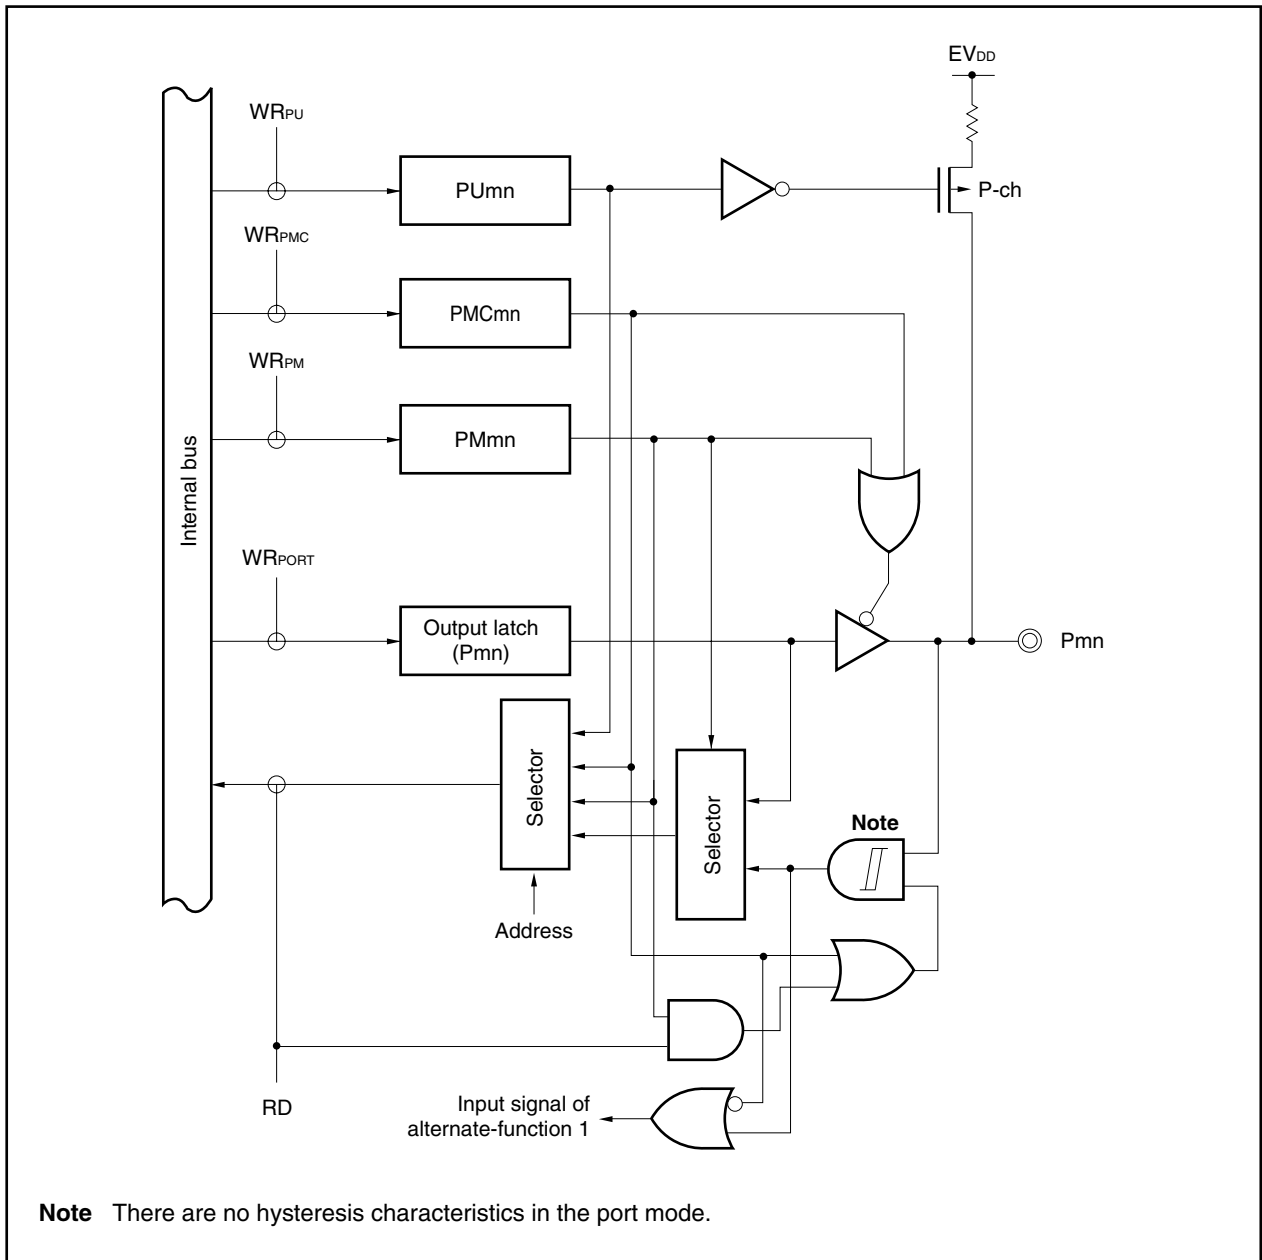 EVDD
WRPU
PUmn
P-ch
WRPMC
PMCmn
WRPM
PMmn
Internal bus
WRPORT
Output latch
(Pmn)
Pmn
Selector
Selector
Note
Address
RD
Input signal of
alternate-function 1
Note There are no hysteresis characteristics in the port mode.